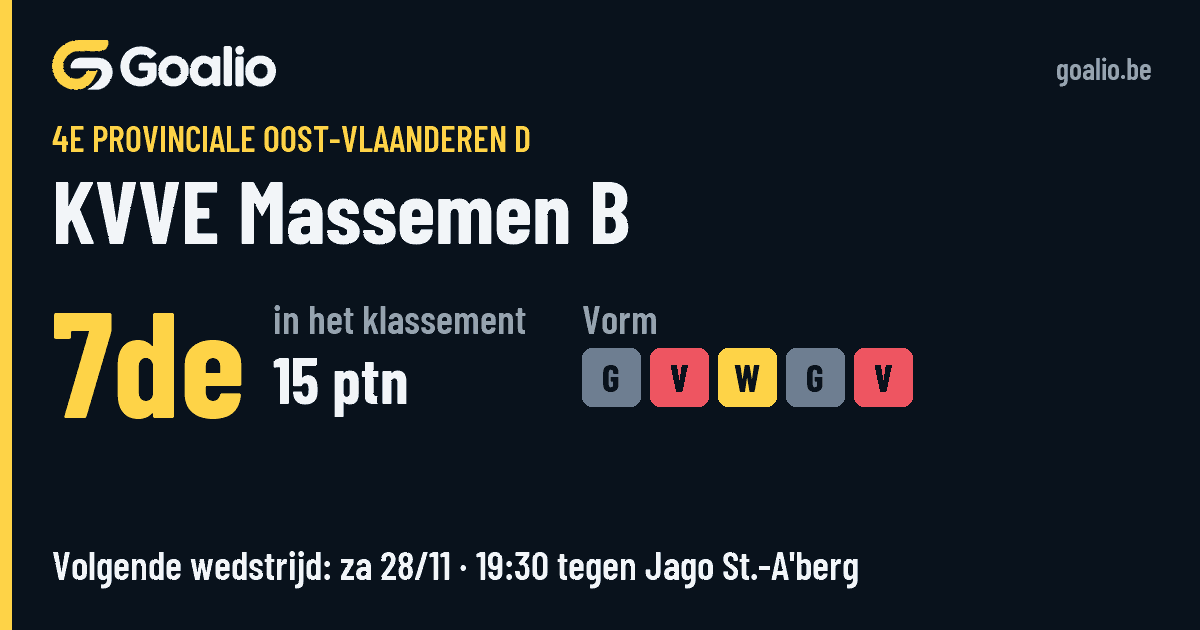 Goalio
goalio.be
4E PROVINCIALE OOST-VLAANDEREN D
KVVE Massemen B
7de
in het klassement
15 ptn
Vorm
G V W G V
Volgende wedstrijd: za 28/11 · 19:30 tegen Jago St.-A'berg